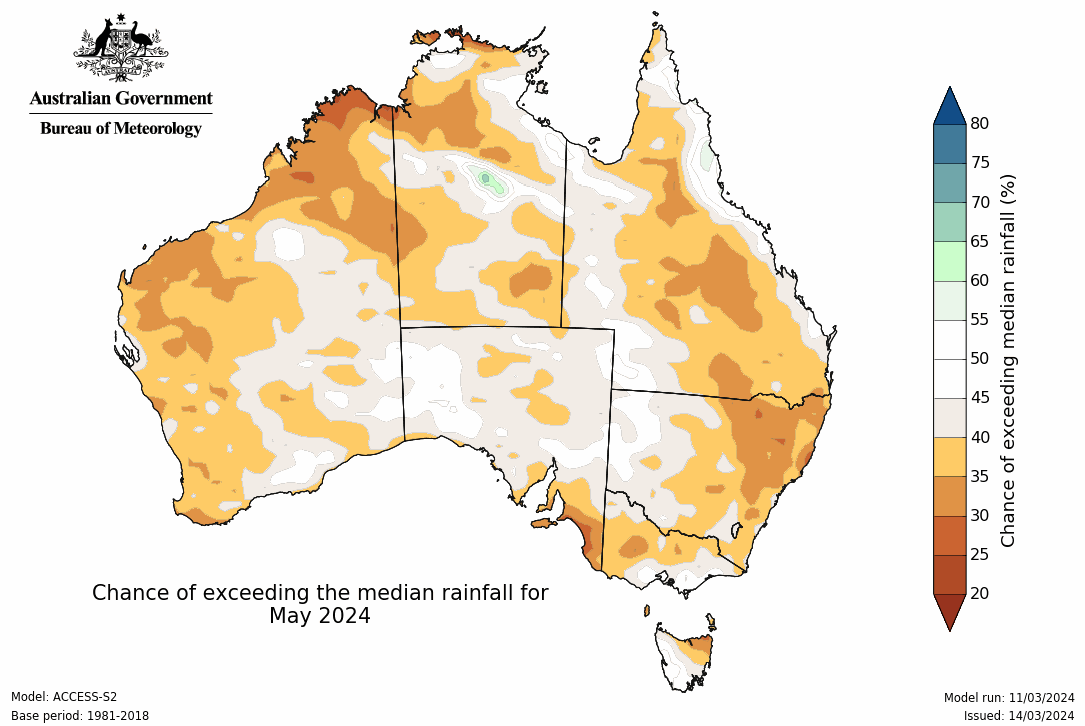 Australian Government
Bureau of Meteorology
80
75
70
65
60
55
50
45
40
35
30
25
20
Chance of exceeding median rainfall (%)
Chance of exceeding the median rainfall for
May 2024
Model: ACCESS-S2
Base period: 1981-2018
Model run: 11/03/2024
Issued: 14/03/2024